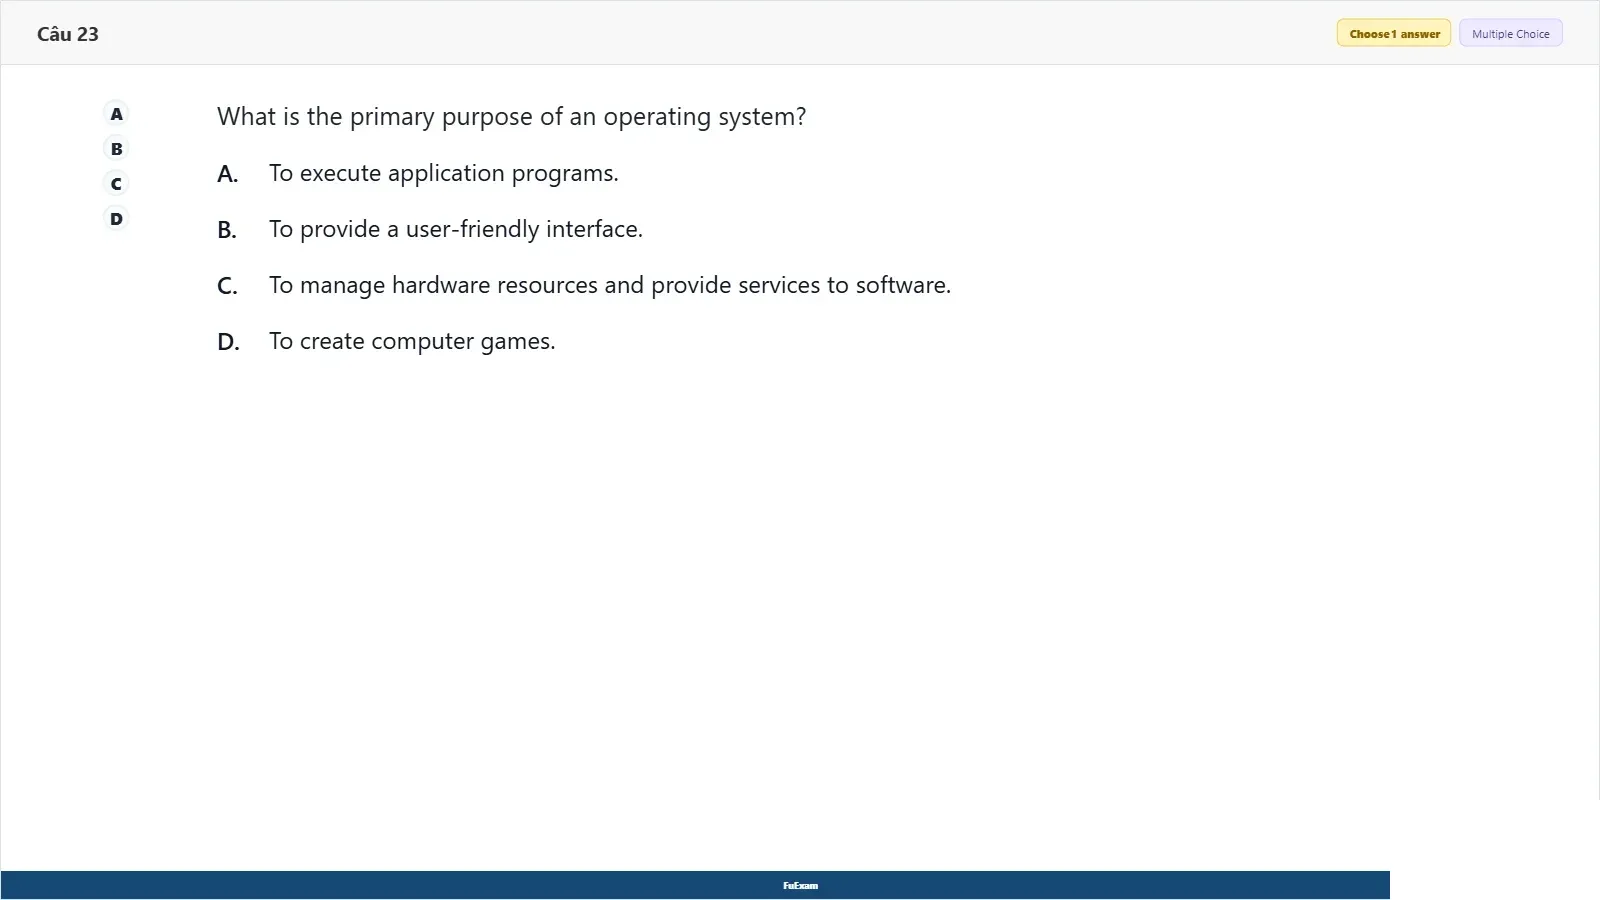 Câu 23
Choose 1 answer
Multiple Choice
A
B
C
D
What is the primary purpose of an operating system?
A. To execute application programs.
B. To provide a user-friendly interface.
C. To manage hardware resources and provide services to software.
D. To create computer games.
FuExam